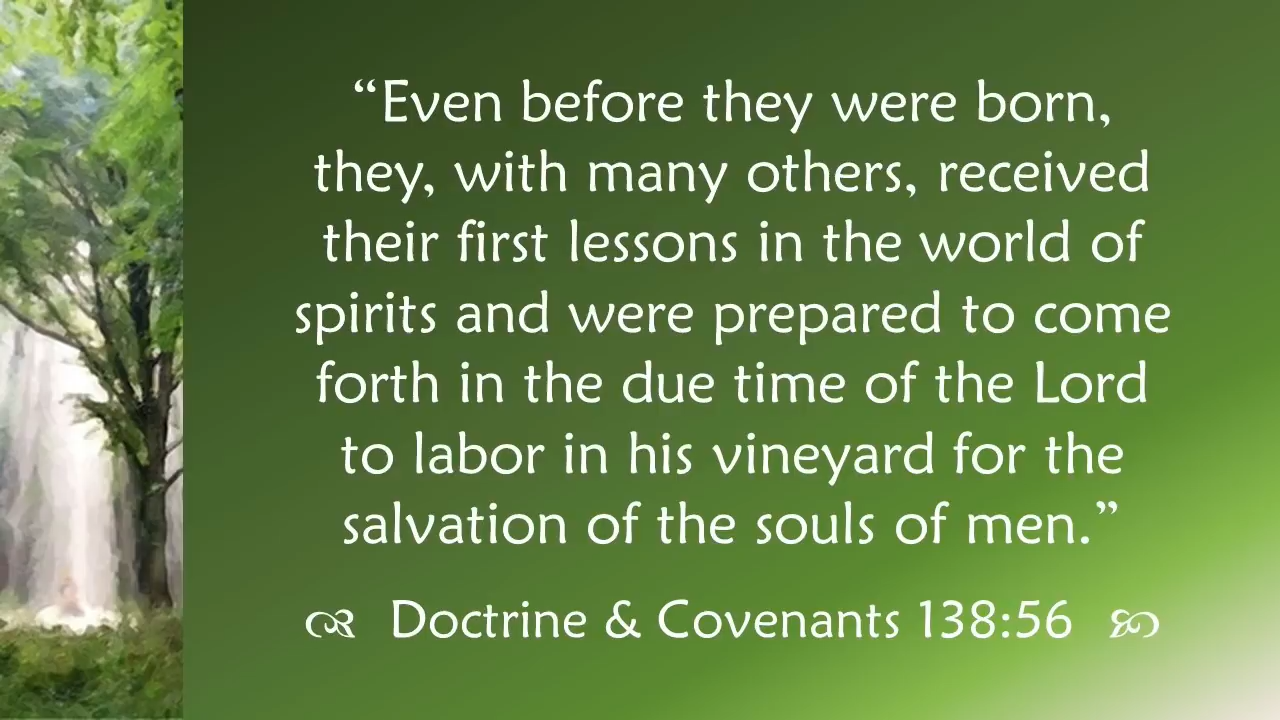 “Even before they were born,
they, with many others, received
their first lessons in the world of
spirits and were prepared to come
forth in the due time of the Lord
to labor in his vineyard for the
salvation of the souls of men.”
Doctrine & Covenants 138:56